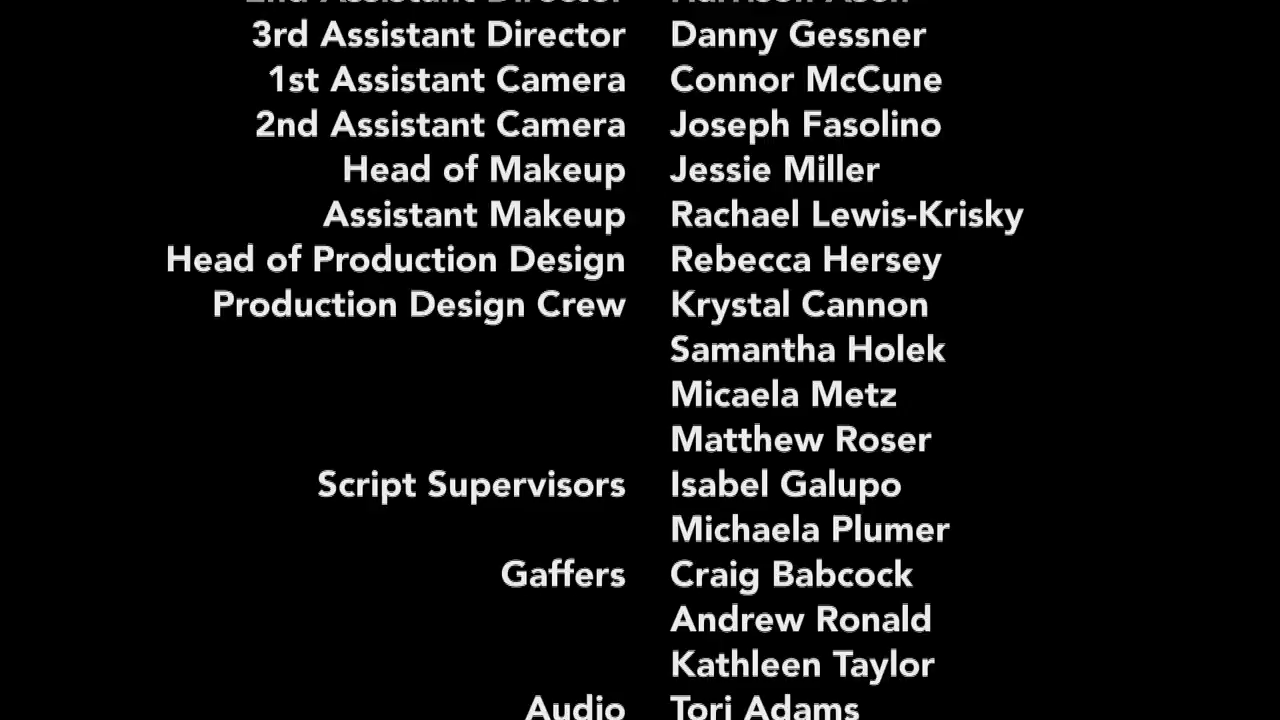 2nd Assistant Director
3rd Assistant Director Danny Gessner
1st Assistant Camera Connor McCune
2nd Assistant Camera Joseph Fasolino
Head of Makeup Jessie Miller
Assistant Makeup Rachael Lewis-Krisky
Head of Production Design Rebecca Hersey
Production Design Crew Krystal Cannon
Samantha Holek
Micaela Metz
Matthew Roser
Script Supervisors Isabel Galupo
Michaela Plumer
Gaffers Craig Babcock
Andrew Ronald
Kathleen Taylor
Audio Tori Adams